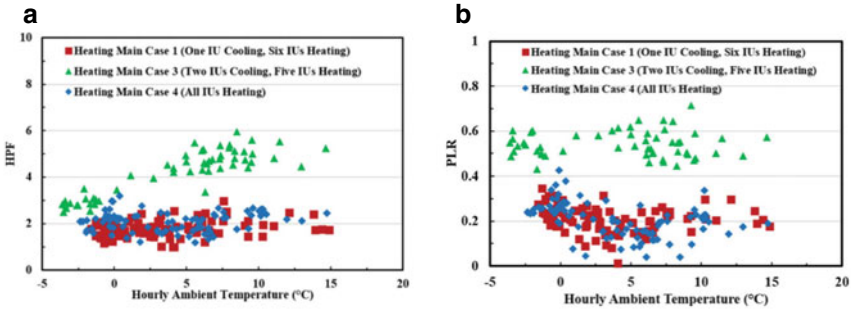 a
10
8
6
4
2
0
HPF
Heating Main Case 1 (One IU Cooling, Six IUs Heating)
Heating Main Case 3 (Two IUs Cooling, Five IUs Heating)
Heating Main Case 4 (All IUs Heating)
-5 0 5 10 15 20
Hourly Ambient Temperature (°C)
b
1
0.8
0.6
0.4
0.2
0
PLR
Heating Main Case 1 (One IU Cooling, Six IUs Heating)
Heating Main Case 3 (Two IUs Cooling, Five IUs Heating)
Heating Main Case 4 (All IUs Heating)
-5 0 5 10 15 20
Hourly Ambient Temperature (°C)